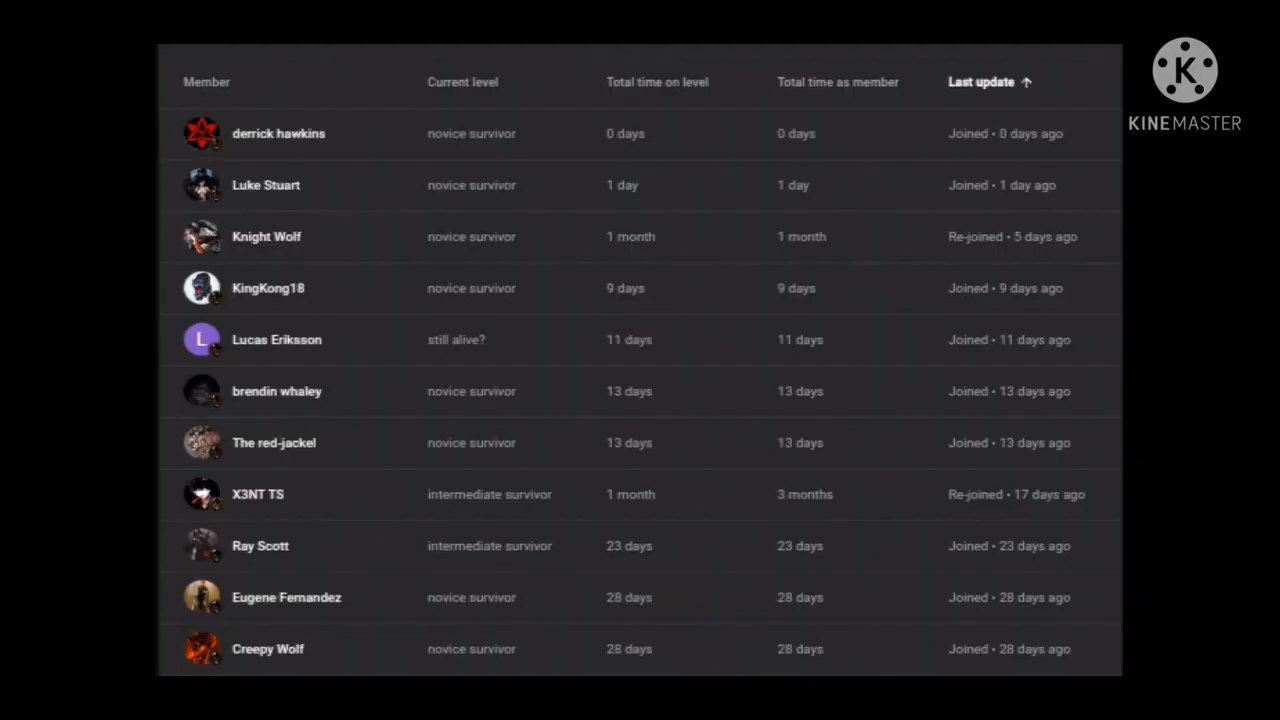 Member Current level Total time on level Total time as member Last update ↑
derrick hawkins novice survivor 0 days 0 days Joined • 0 days ago
Luke Stuart novice survivor 1 day 1 day Joined • 1 day ago
Knight Wolf novice survivor 1 month 1 month Re-joined • 5 days ago
KingKong18 novice survivor 9 days 9 days Joined • 9 days ago
L Lucas Eriksson still alive? 11 days 11 days Joined • 11 days ago
brendin whaley novice survivor 13 days 13 days Joined • 13 days ago
The red-jackel novice survivor 13 days 13 days Joined • 13 days ago
X3NT TS intermediate survivor 1 month 3 months Re-joined • 17 days ago
Ray Scott intermediate survivor 23 days 23 days Joined • 23 days ago
Eugene Fernandez novice survivor 28 days 28 days Joined • 28 days ago
Creepy Wolf novice survivor 28 days 28 days Joined • 28 days ago
K
KINEMASTER